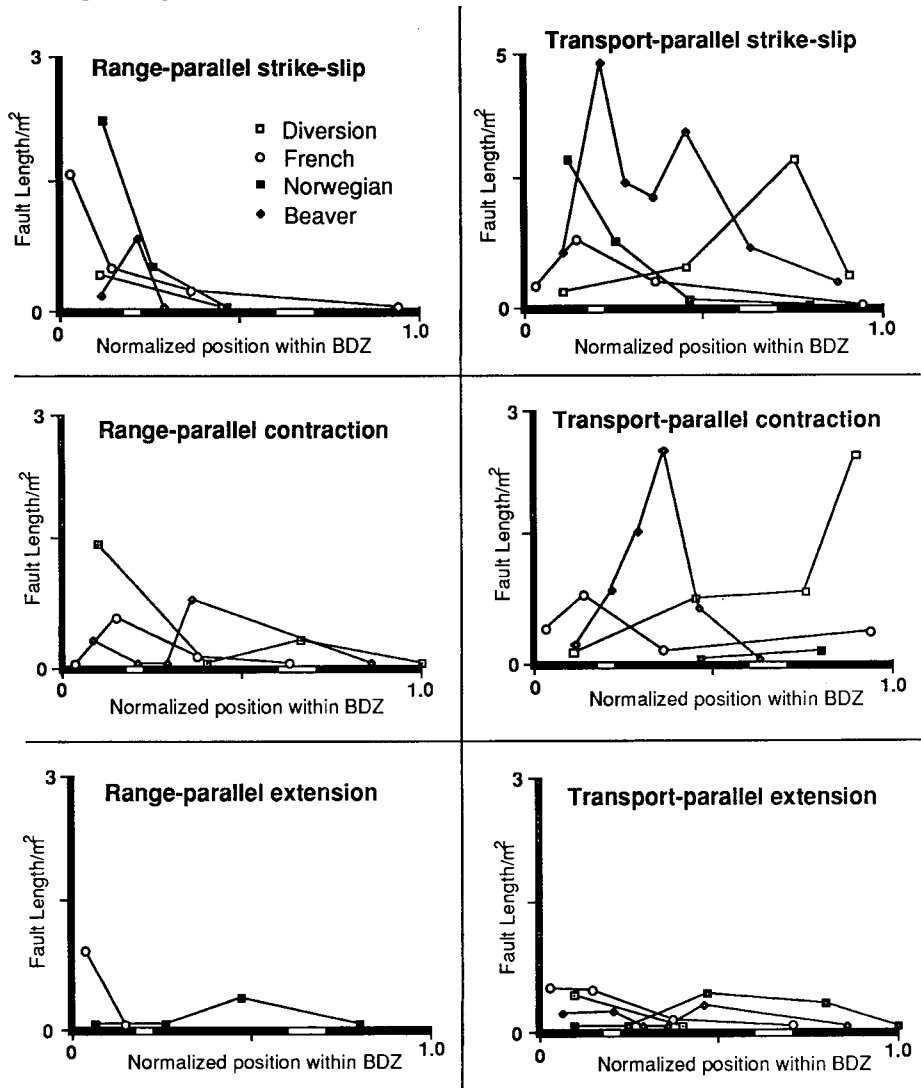 3
Range-parallel strike-slip
Fault Length/m²
Diversion
French
Norwegian
Beaver
0
0
1.0
Normalized position within BDZ
5
Transport-parallel strike-slip
Fault Length/m²
0
0
1.0
Normalized position within BDZ
3
Range-parallel contraction
Fault Length/m²
0
0
1.0
Normalized position within BDZ
3
Transport-parallel contraction
Fault Length/m²
0
0
1.0
Normalized position within BDZ
3
Range-parallel extension
Fault Length/m²
0
0
1.0
Normalized position within BDZ
3
Transport-parallel extension
Fault Length/m²
0
0
1.0
Normalized position within BDZ